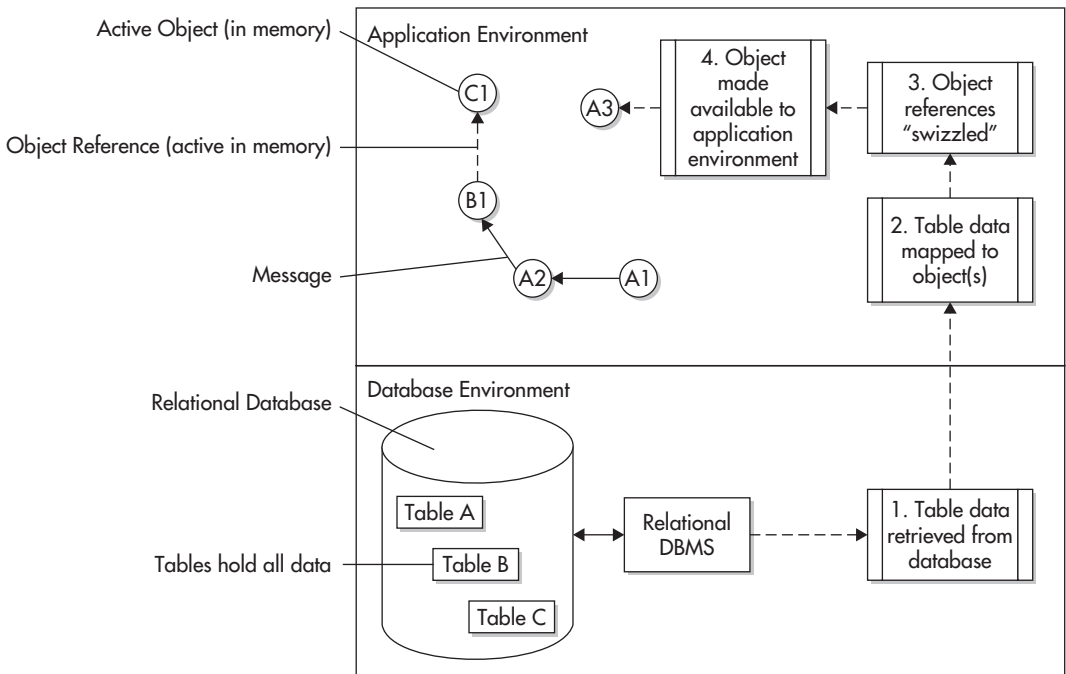 Active Object (in memory)
Application Environment
C1
Object Reference (active in memory)
B1
Message
A2
A1
A3
4. Object
made
available to
application
environment
3. Object
references
“swizzled”
2. Table data
mapped to
object(s)
Database Environment
Relational Database
Table A
Tables hold all data
Table B
Table C
Relational
DBMS
1. Table data
retrieved from
database